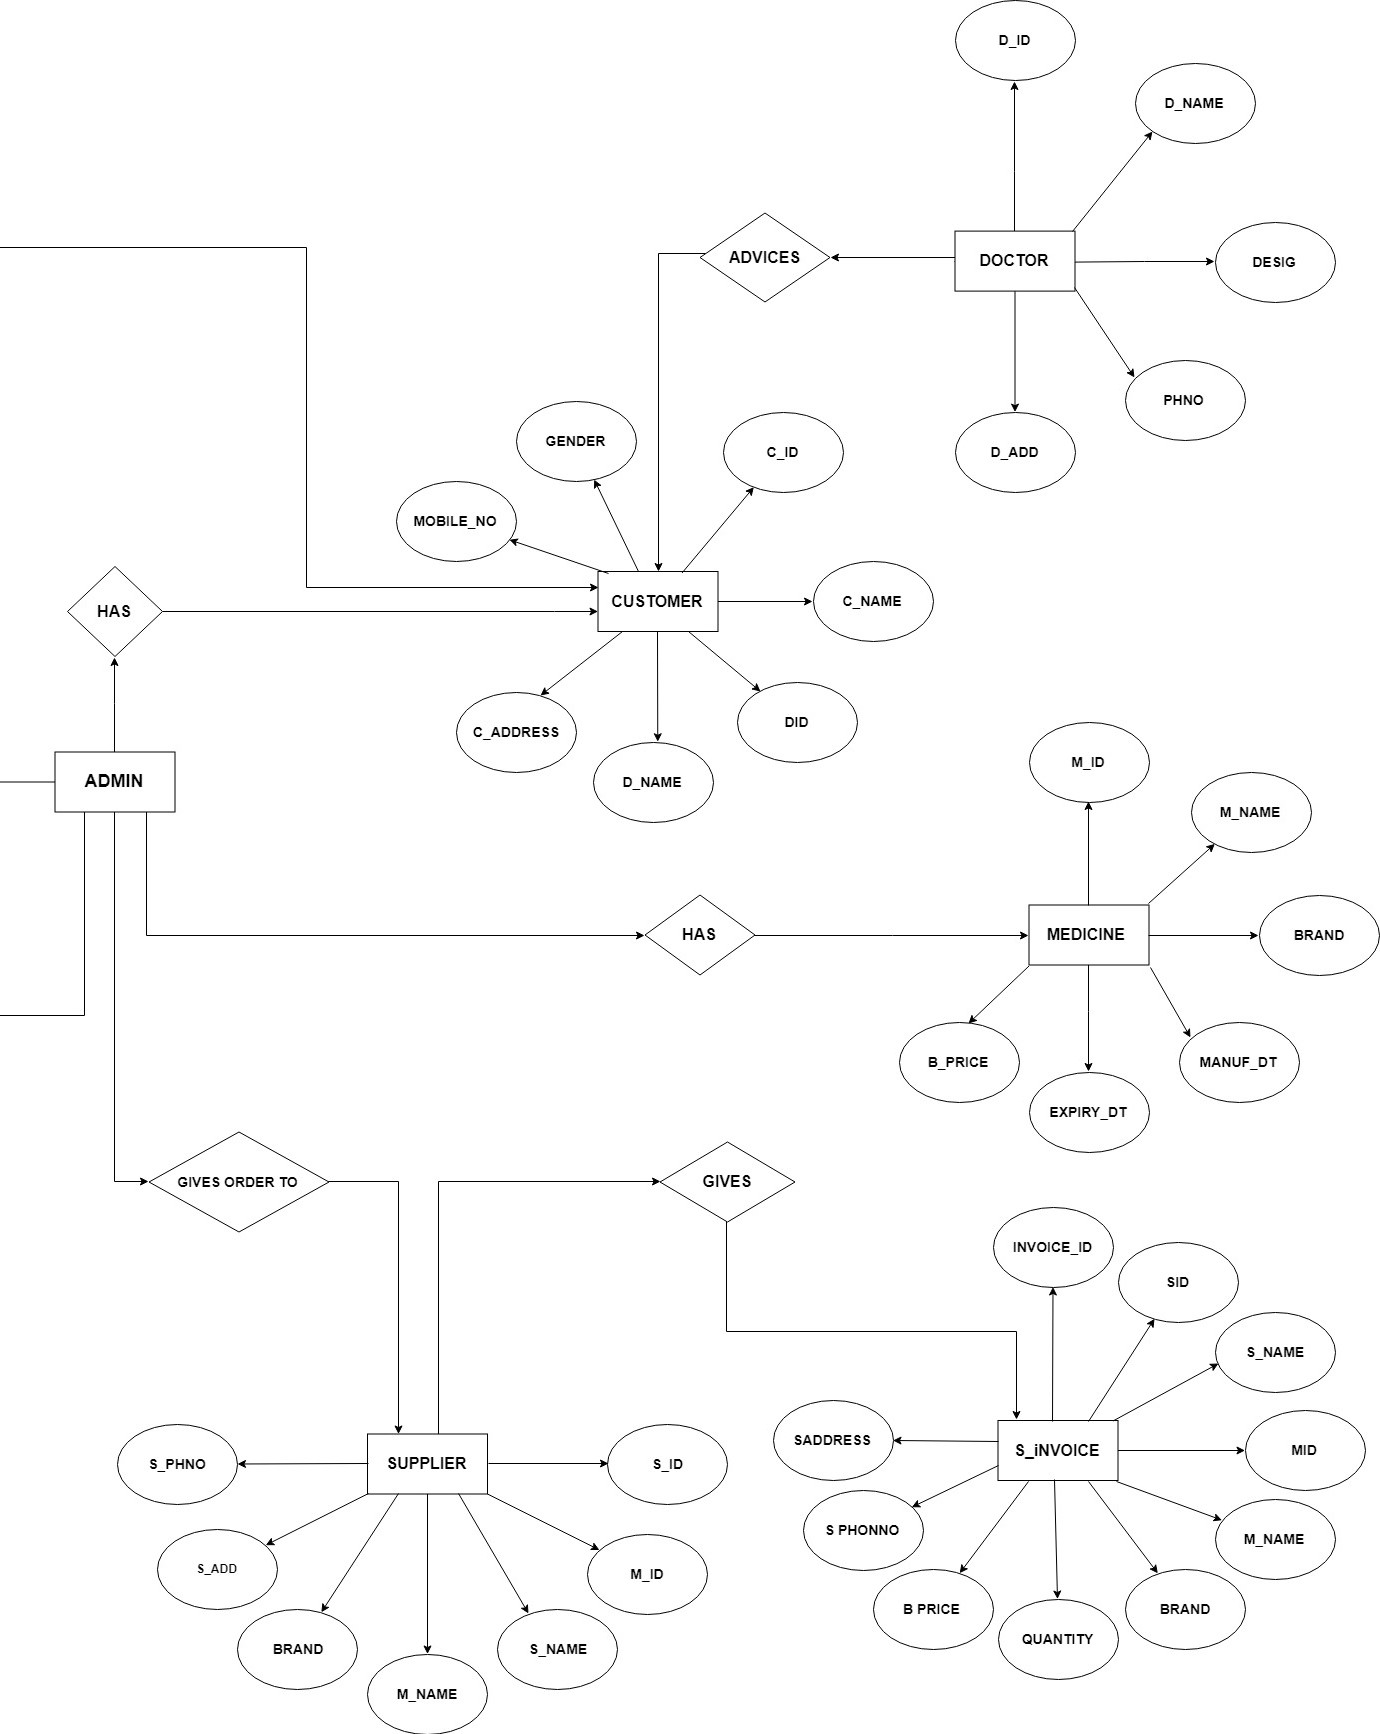 D_ID
D_NAME
ADVICES
DOCTOR
DESIG
PHNO
GENDER
C_ID
D_ADD
MOBILE_NO
HAS
CUSTOMER
C_NAME
C_ADDRESS
DID
D_NAME
ADMIN
M_ID
M_NAME
HAS
MEDICINE
BRAND
B_PRICE
MANUF_DT
EXPIRY_DT
GIVES ORDER TO
GIVES
INVOICE_ID
SID
S_NAME
SADDRESS
S_iNVOICE
MID
S_PHNO
SUPPLIER
S_ID
S PHONNO
M_NAME
S_ADD
M_ID
B PRICE
BRAND
QUANTITY
BRAND
S_NAME
M_NAME